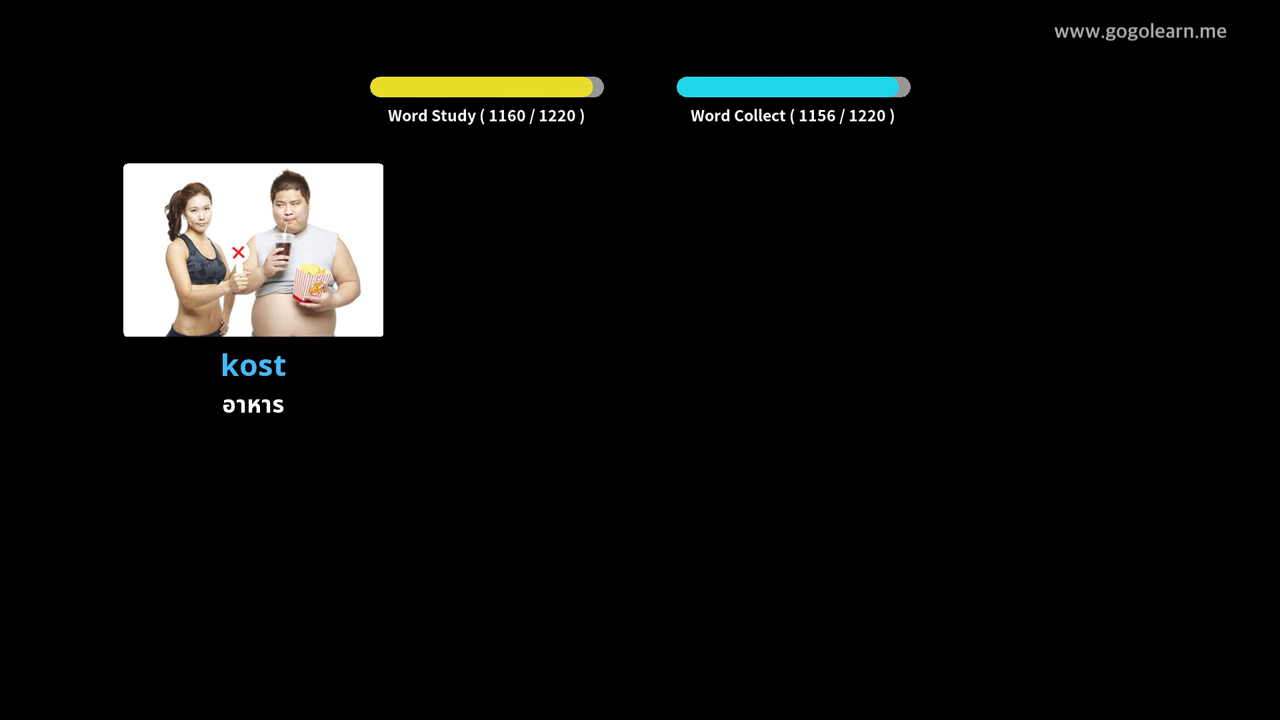 www.gogolearn.me
Word Study ( 1160 / 1220 )
Word Collect ( 1156 / 1220 )
kost
อาหาร